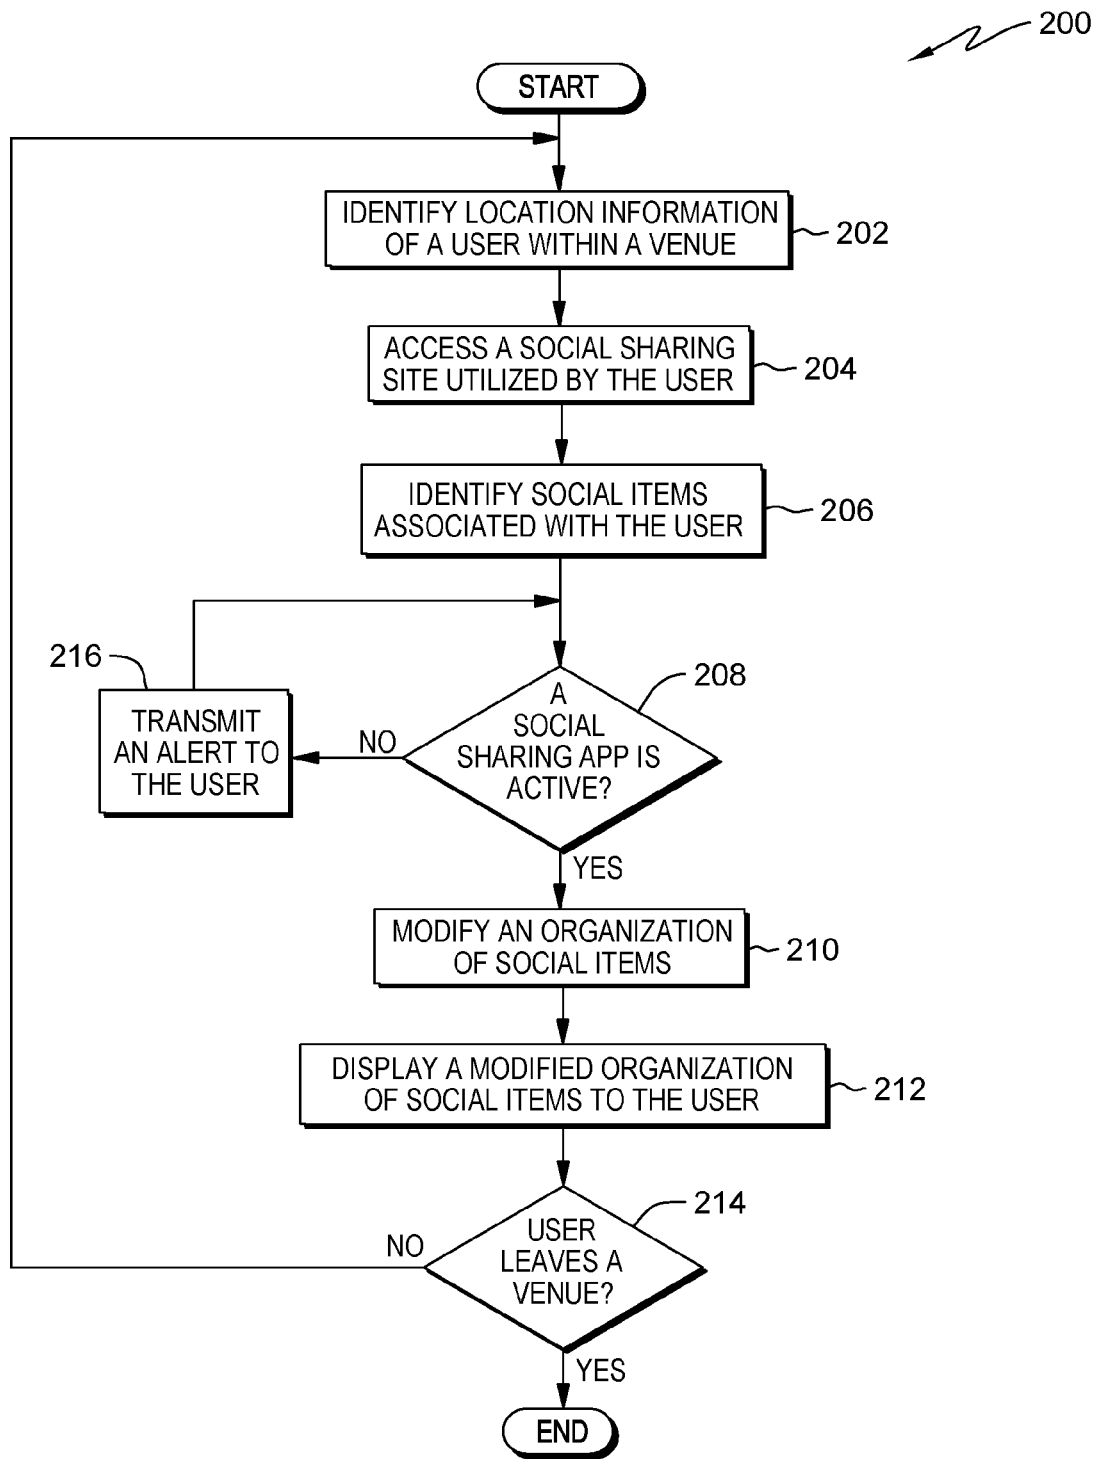 200
START
IDENTIFY LOCATION INFORMATION
OF A USER WITHIN A VENUE
202
ACCESS A SOCIAL SHARING
SITE UTILIZED BY THE USER
204
IDENTIFY SOCIAL ITEMS
ASSOCIATED WITH THE USER
206
216
TRANSMIT
AN ALERT TO
THE USER
NO
A
SOCIAL
SHARING APP IS
ACTIVE?
208
YES
MODIFY AN ORGANIZATION
OF SOCIAL ITEMS
210
DISPLAY A MODIFIED ORGANIZATION
OF SOCIAL ITEMS TO THE USER
212
NO
USER
LEAVES A
VENUE?
214
YES
END